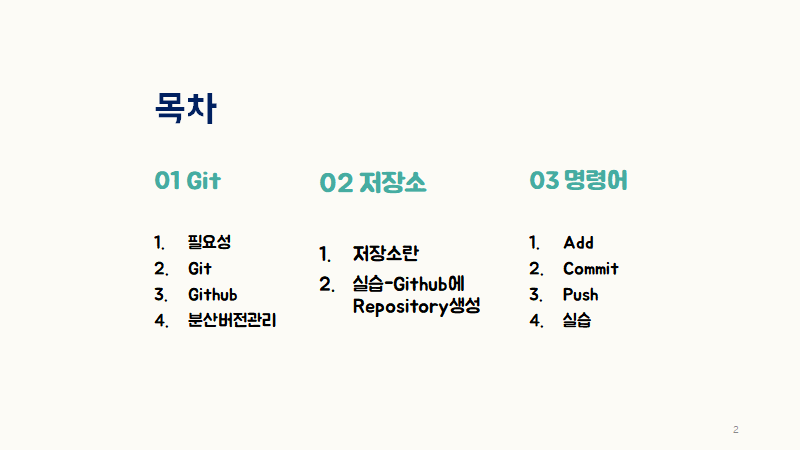 목차
01 Git
1. 필요성
2. Git
3. Github
4. 분산버전관리
02 저장소
1. 저장소란
2. 실습-Github에
Repository생성
03 명령어
1. Add
2. Commit
3. Push
4. 실습
2